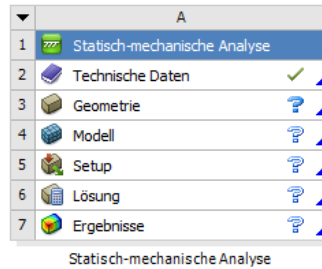 A
1 Statisch-mechanische Analyse
2 Technische Daten
3 Geometrie
4 Modell
5 Setup
6 Lösung
7 Ergebnisse
Statisch-mechanische Analyse